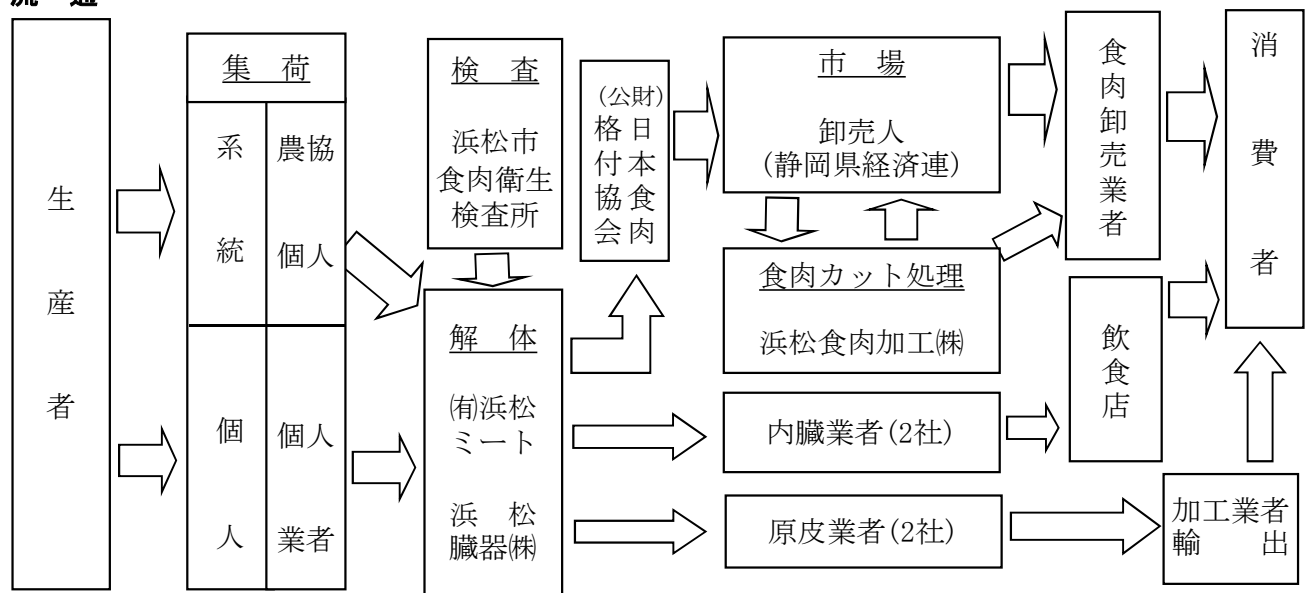 流　通
生産者
集　荷
系統
農協
個人
個人
個人
業者
検　査
浜松市
食肉衛生
検査所
解　体
㈲浜松
ミート
浜　松
臓器㈱
(公財)
日本食肉
格付協会
市　場
卸売人
(静岡県経済連)
食肉カット処理
浜松食肉加工㈱
内臓業者(2社)
原皮業者(2社)
食肉卸売業者
飲食店
加工業者
輸　出
消費者